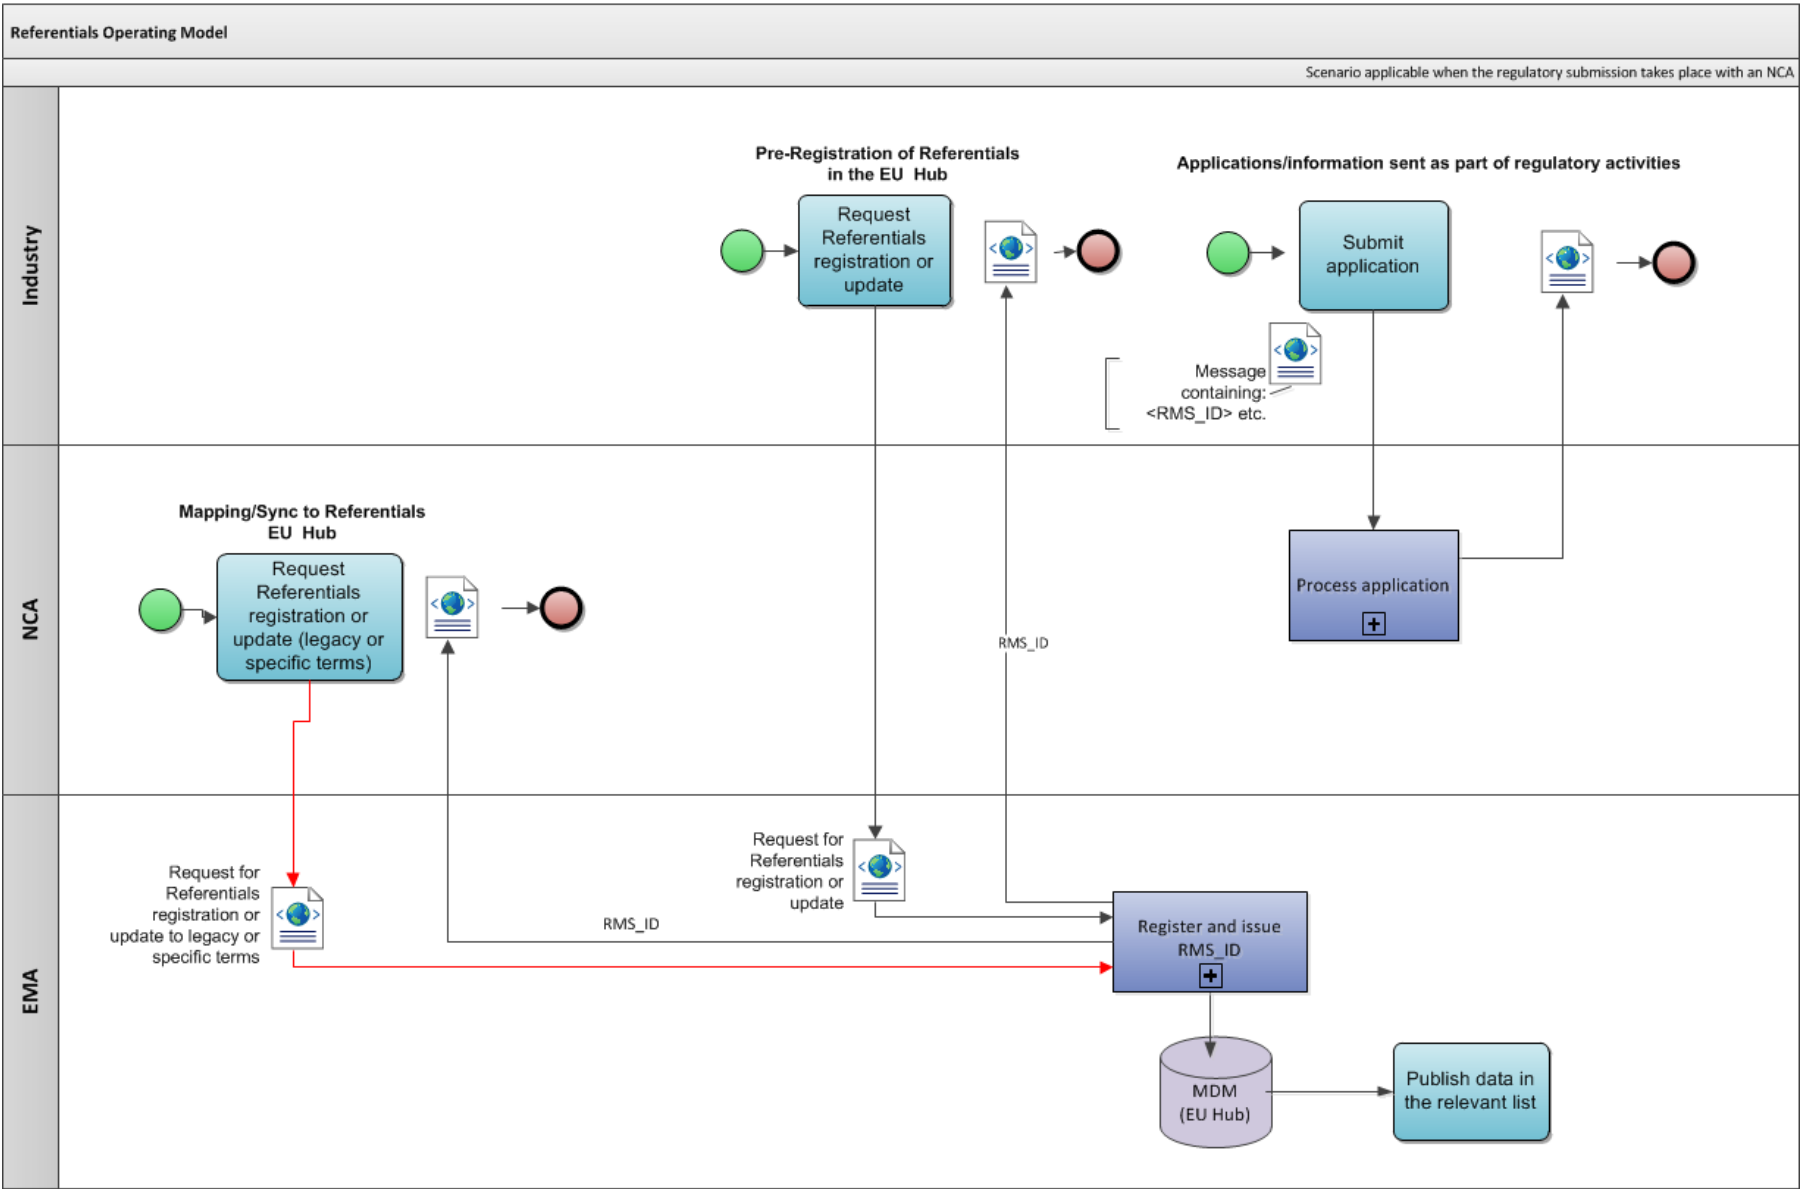 Referentials Operating Model
Scenario applicable when the regulatory submission takes place with an NCA
Industry
Pre-Registration of Referentials
in the EU Hub
Request
Referentials
registration or
update
Applications/information sent as part of regulatory activities
Submit
application
Message
containing:
<RMS_ID> etc.
NCA
Mapping/Sync to Referentials
EU Hub
Request
Referentials
registration or
update (legacy or
specific terms)
RMS_ID
Process application
EMA
Request for
Referentials
registration or
update to legacy or
specific terms
RMS_ID
Request for
Referentials
registration or
update
Register and issue
RMS_ID
MDM
(EU Hub)
Publish data in
the relevant list